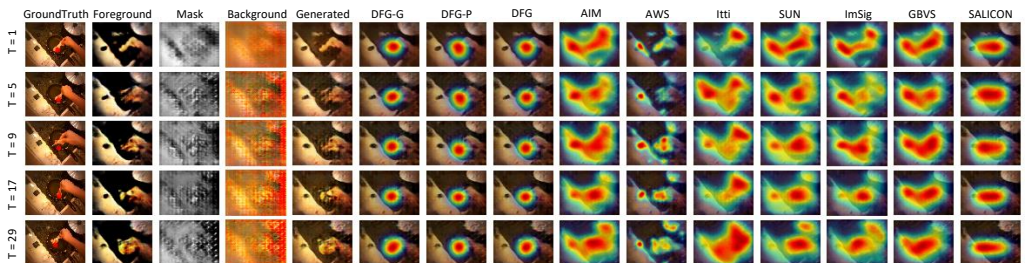 GroundTruth Foreground Mask Background Generated DFG-G DFG-P DFG AIM AWS Itti SUN ImSig GBVS SALICON
T = 1
T = 5
T = 9
T = 17
T = 29